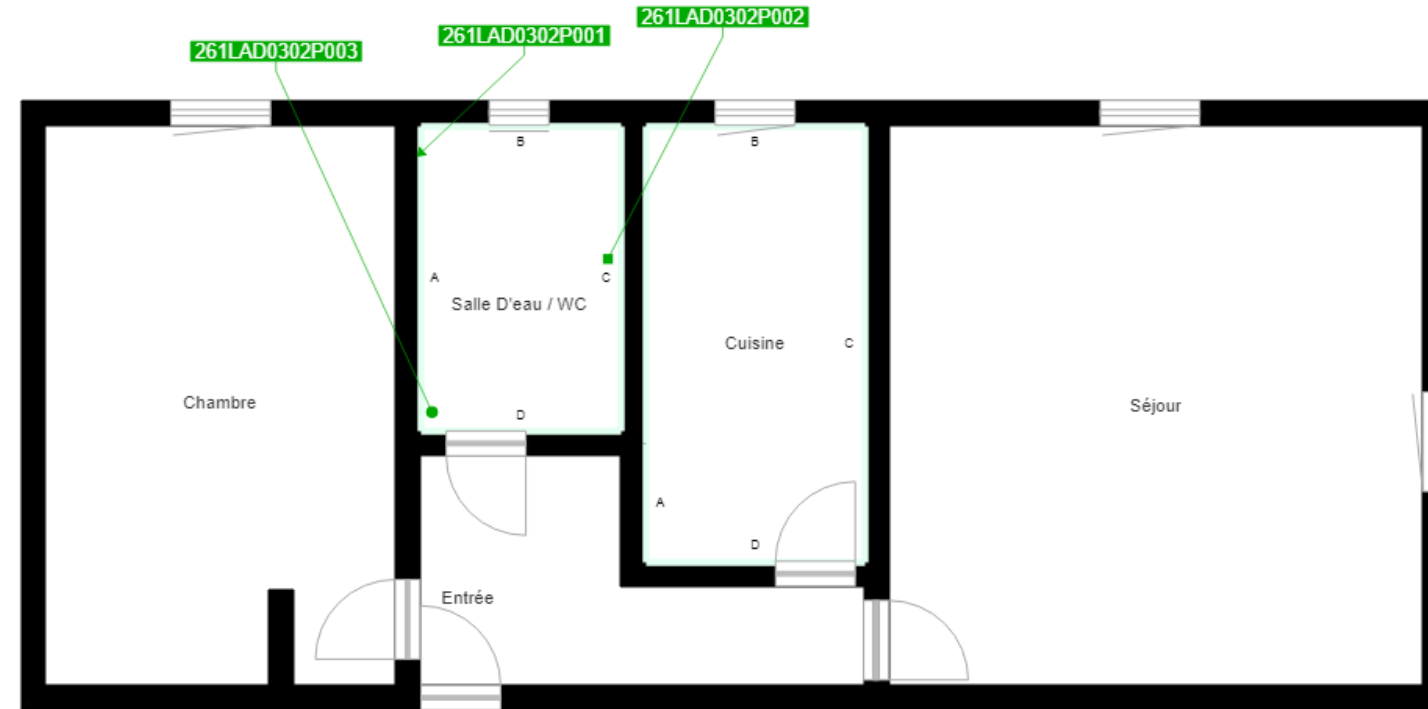 261LAD0302P002
261LAD0302P001
261LAD0302P003
B
B
A
C
Salle D'eau / WC
Cuisine
C
Chambre
Séjour
D
A
D
Entrée